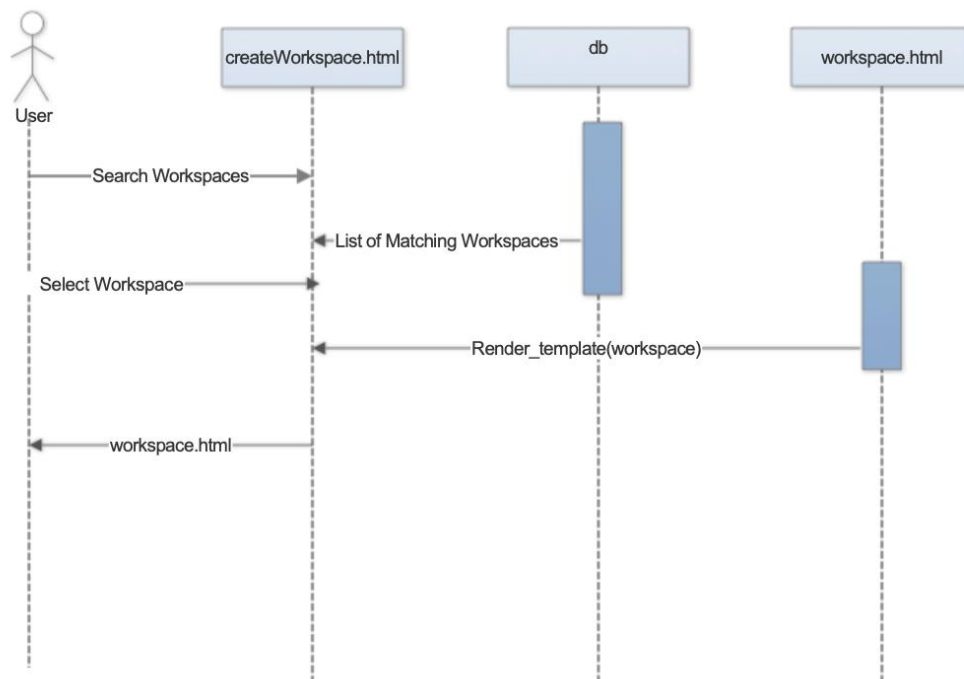 createWorkspace.html
db
workspace.html
User
Search Workspaces
List of Matching Workspaces
Select Workspace
Render_template(workspace)
workspace.html